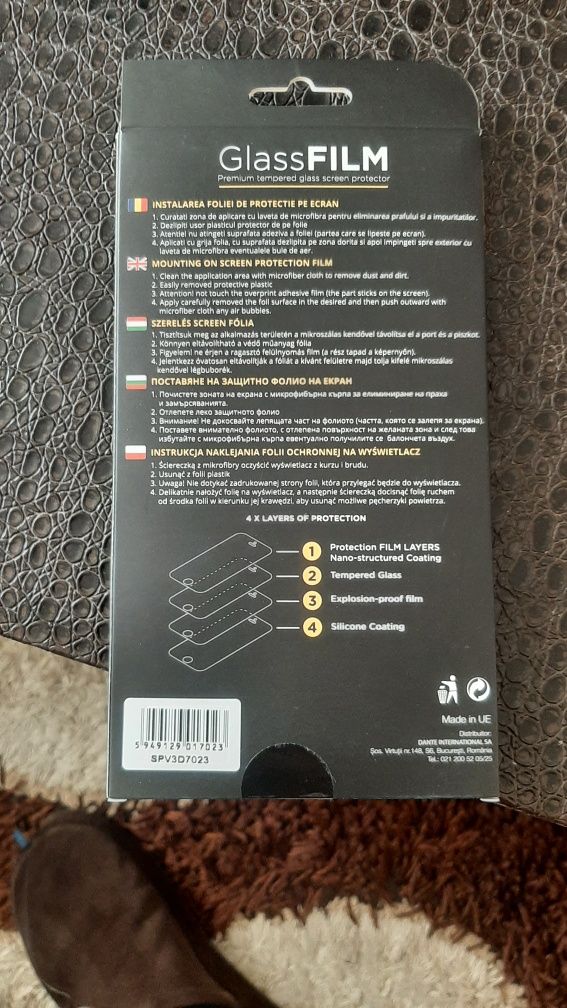 GlassFILM
Premium tempered glass screen protector
INSTALAREA FOLIEI DE PROTECTIE PE ECRAN
1. Curatati zona de aplicare cu laveta de microfibra pentru eliminarea prafului si a impuritatilor.
2. Dezlipiti usor plasticul protector de pe folie
3. Atentie! nu atingeti suprafata adeziva a foliei (partea care se lipeste pe ecran).
4. Aplicati cu grija folia, cu suprafata dezlipita pe zona dorita si apoi impingeti spre exterior cu
laveta de microfibra eventualele bule de aer.
MOUNTING ON SCREEN PROTECTION FILM
1. Clean the application area with microfiber cloth to remove dust and dirt.
2. Easily removed protective plastic
3. Attention! Not touch the overprint adhesive film (the part sticks on the screen).
4. Apply carefully removed the foil surface in the desired and then push outward with
microfiber cloth any air bubbles.
SZERELÉS SCREEN FÓLIA
1. Tisztítsuk meg az alkalmazás területén a mikroszálas kendővel távolítsa el a port és a piszkot.
2. Könnyen eltávolítható a védő műanyag fólia
3. Figyelem! ne érjen a ragasztó felülnyomós film (a rész tapad a képernyőn).
4. Jelentkezz óvatosan eltávolítják a fóliát a kívánt felületre majd tolja kifelé mikroszálas
kendővel légbuborék.
ПОСТАВЯНЕ НА ЗАЩИТНО ФОЛИО НА ЕКРАН
1. Почистете зоната на екрана с микрофибърна кърпа за елиминиране на праха
и замърсяванията.
2. Отлепете леко защитното фолио
3. Внимание! Не докосвайте лепящата част на фолиото (частта, която се залепя за екрана).
4. Поставете внимателно фолиото, с отлепена повърхност на желаната зона и след това
избутайте с микрофибърна кърпа евентуално получилите се балончета въздух.
INSTRUKCJA NAKLEJANIA FOLII OCHRONNEJ NA WYŚWIETLACZ
1. Ściereczką z mikrofibry oczyścić wyświetlacz z kurzu i brudu.
2. Usunąć z folii plastik
3. Uwaga! Nie dotykać zadrukowanej strony folii, która przylegać będzie do wyświetlacza.
4. Delikatnie nałożyć folię na wyświetlacz, a następnie ściereczką docisnąć folię ruchem
od środka folii w kierunku jej krawędzi, aby usunąć możliwe pęcherzyki powietrza.
4 X LAYERS OF PROTECTION
1 Protection FILM LAYERS
Nano-structured Coating
2 Tempered Glass
3 Explosion-proof film
4 Silicone Coating
Made in UE
Distribuitor:
DANTE INTERNATIONAL SA
Șos. Virtuții nr.148, S6, București, România
Tel.: 021 200 52 05/25
5 949129 017023
SPV3D7023